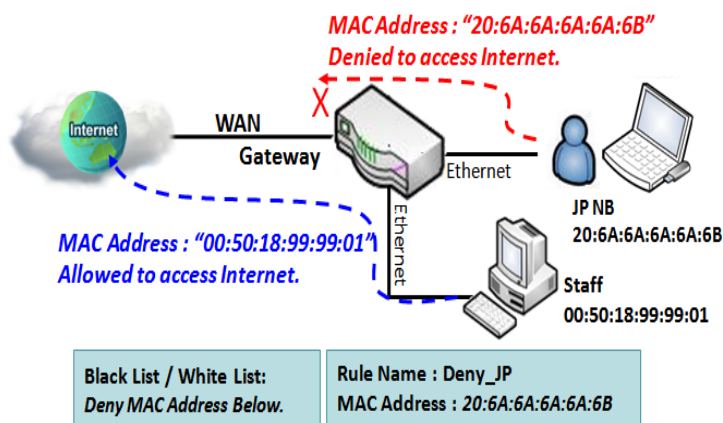 MAC Address : “20:6A:6A:6A:6A:6B”
Denied to access Internet.
Internet
WAN
Gateway
Ethernet
Ethernet
JP NB
20:6A:6A:6A:6A:6B
MAC Address : “00:50:18:99:99:01”
Allowed to access Internet.
Staff
00:50:18:99:99:01
Black List / White List:
Deny MAC Address Below.
Rule Name : Deny_JP
MAC Address : 20:6A:6A:6A:6A:6B